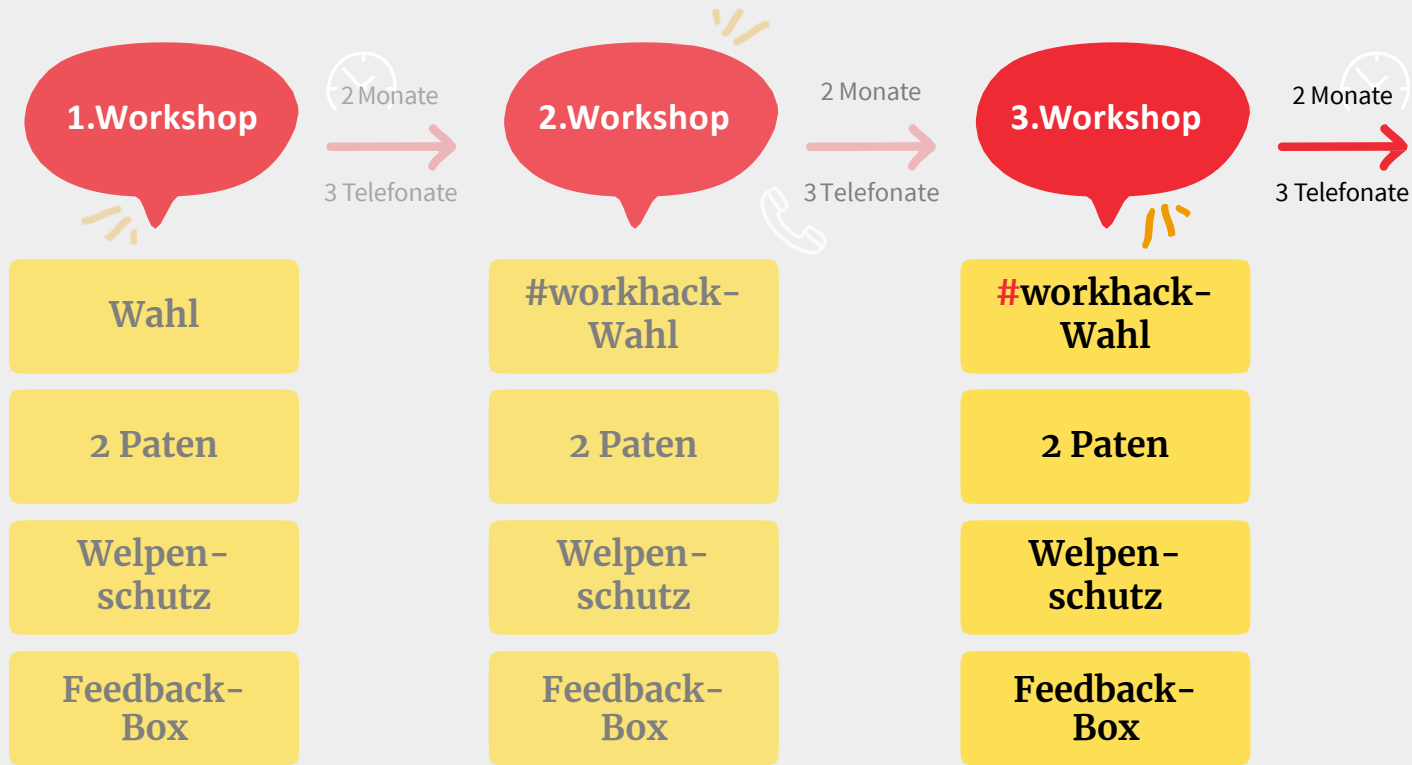 1.Workshop
2 Monate
3 Telefonate
2.Workshop
2 Monate
3 Telefonate
3.Workshop
2 Monate
3 Telefonate
Wahl
#workhack-
Wahl
#workhack-
Wahl
2 Paten
2 Paten
2 Paten
Welpen-
schutz
Welpen-
schutz
Welpen-
schutz
Feedback-
Box
Feedback-
Box
Feedback-
Box